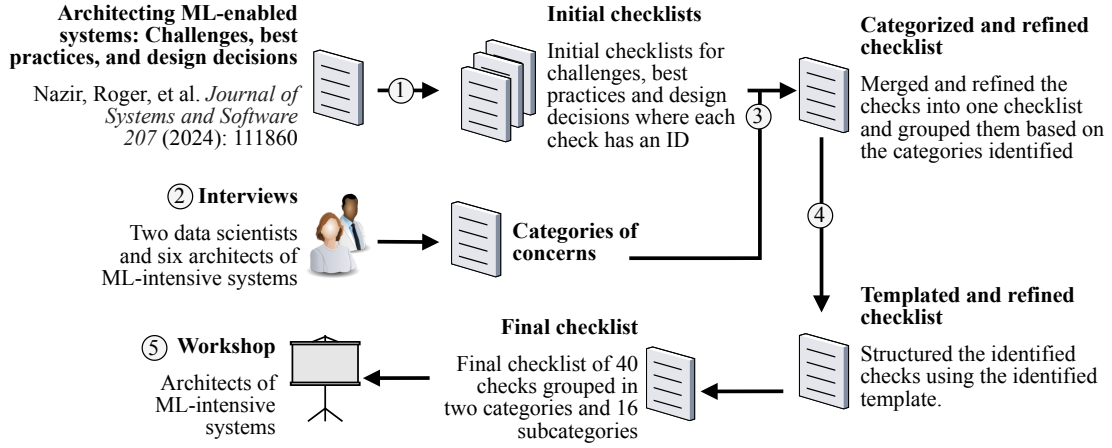 Architecting ML-enabled
systems: Challenges, best
practices, and design decisions
Nazir, Roger, et al. Journal of
Systems and Software
207 (2024): 111860
1
Initial checklists
Initial checklists for
challenges, best
practices and design
decisions where each
check has an ID
3
Categorized and refined
checklist
Merged and refined the
checks into one checklist
and grouped them based on
the categories identified
2 Interviews
Two data scientists
and six architects of
ML-intensive systems
Categories of
concerns
4
Templated and refined
checklist
Structured the identified
checks using the identified
template.
Final checklist
Final checklist of 40
checks grouped in
two categories and 16
subcategories
5 Workshop
Architects of
ML-intensive
systems